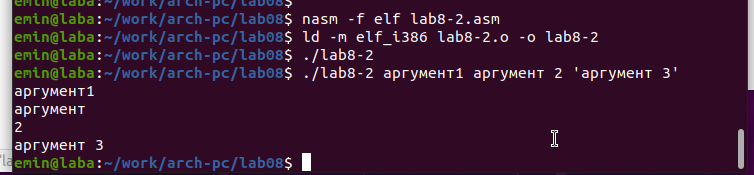 emin@laba:~/work/arch-pc/lab08$ nasm -f elf lab8-2.asm
emin@laba:~/work/arch-pc/lab08$ ld -m elf_i386 lab8-2.o -o lab8-2
emin@laba:~/work/arch-pc/lab08$ ./lab8-2
emin@laba:~/work/arch-pc/lab08$ ./lab8-2 аргумент1 аргумент 2 'аргумент 3'
аргумент1
аргумент
2
аргумент 3
emin@laba:~/work/arch-pc/lab08$